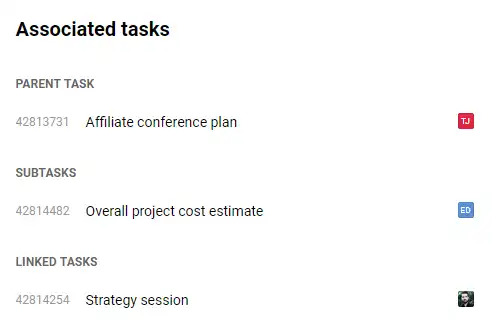 Associated tasks
PARENT TASK
42813731 Affiliate conference plan TJ
SUBTASKS
42814482 Overall project cost estimate ED
LINKED TASKS
42814254 Strategy session